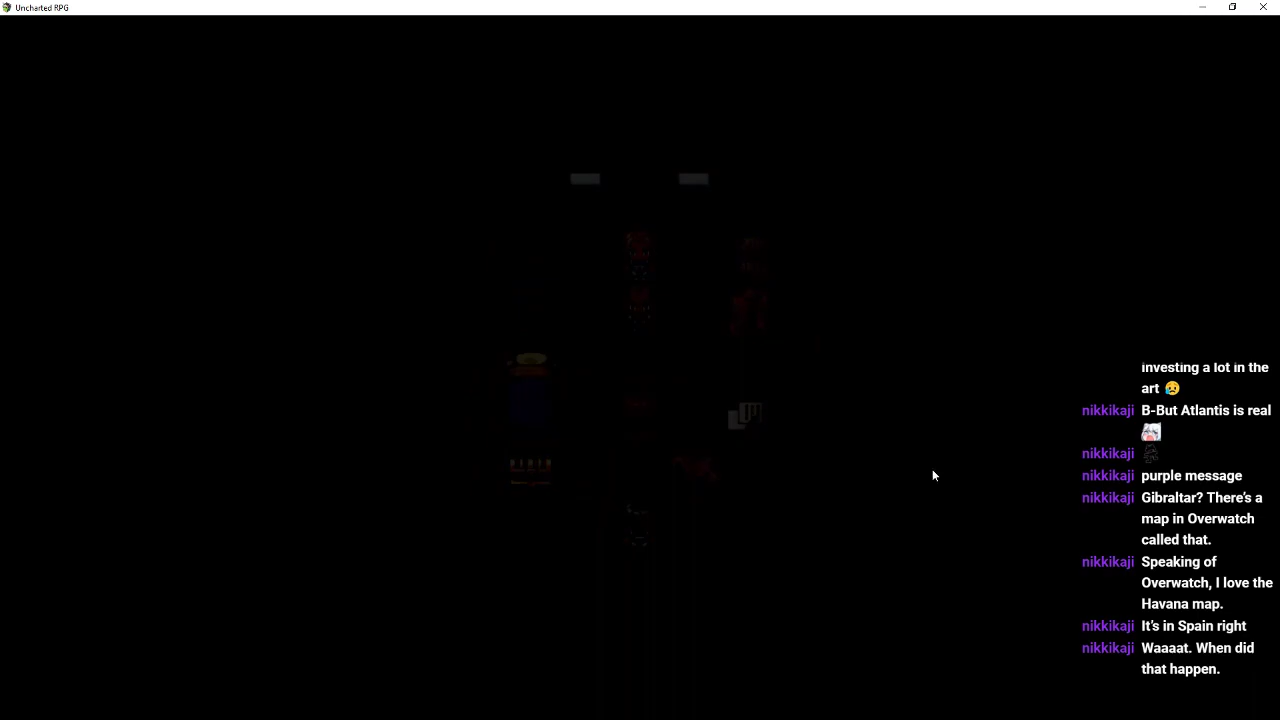 Uncharted RPG
investing a lot in the
art 😥
nikkikaji B-But Atlantis is real
nikkikaji
nikkikaji purple message
nikkikaji Gibraltar? There's a
map in Overwatch
called that.
nikkikaji Speaking of
Overwatch, I love the
Havana map.
nikkikaji It's in Spain right
nikkikaji Waaaat. When did
that happen.